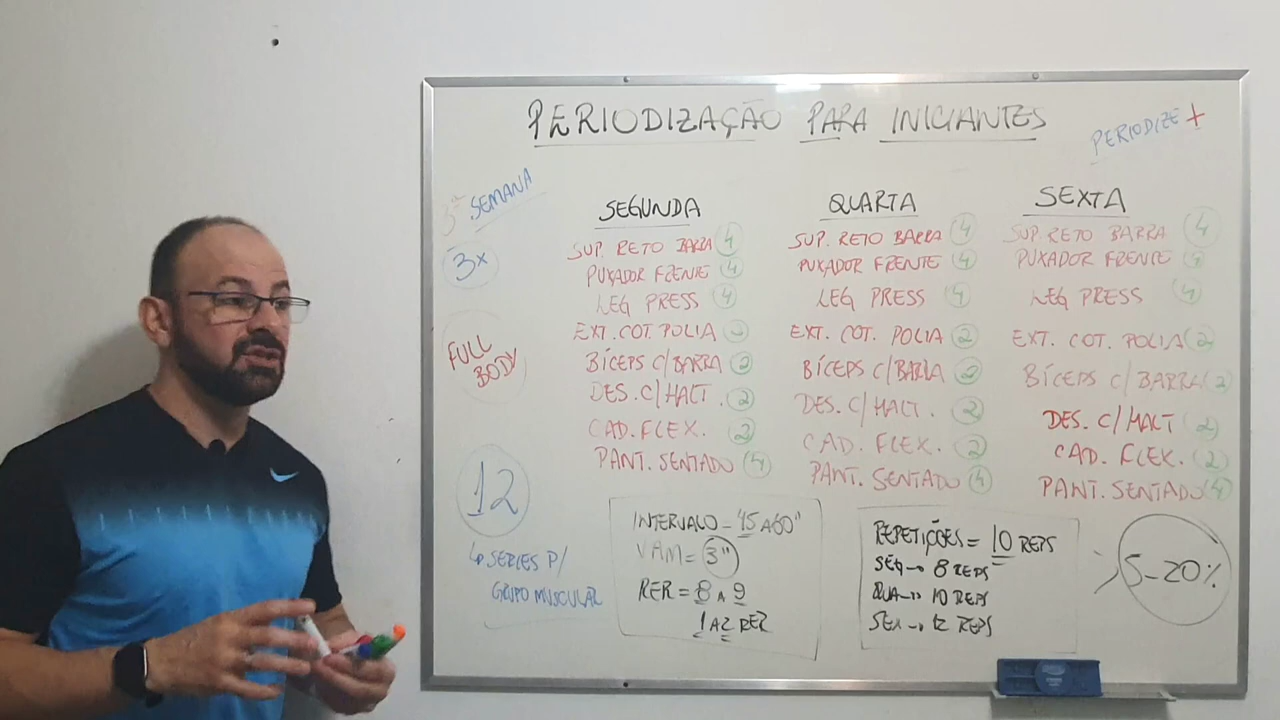 PERIODIZAÇÃO PARA INICIANTES
PERIODIZE +
3ª SEMANA
3x
FULL
BODY
12
↳ SERIES P/
GRUPO MUSCULAR
SEGUNDA
SUP. RETO BARRA 4
PUXADOR FRENTE 4
LEG PRESS 4
EXT. COT. POLIA 2
BÍCEPS C/BARRA 2
DES. C/HALT. 2
CAD. FLEX. 2
PANT. SENTADO 4
QUARTA
SUP. RETO BARRA 4
PUXADOR FRENTE 4
LEG PRESS 4
EXT. COT. POLIA 2
BÍCEPS C/BARRA 2
DES. C/HALT. 2
CAD. FLEX. 2
PANT. SENTADO 4
SEXTA
SUP. RETO BARRA 4
PUXADOR FRENTE 4
LEG PRESS 4
EXT. COT. POLIA 2
BÍCEPS C/BARRA 2
DES. C/HALT 2
CAD. FLEX. 2
PANT. SENTADO 4
INTERVALO = 45 A 60"
VAM = 3"
RER = 8 A 9
1 A 2 RER
REPETIÇÕES = 10 REPS
SEG → 8 REPS
QUA → 10 REPS
SEX → 12 REPS
5-20%